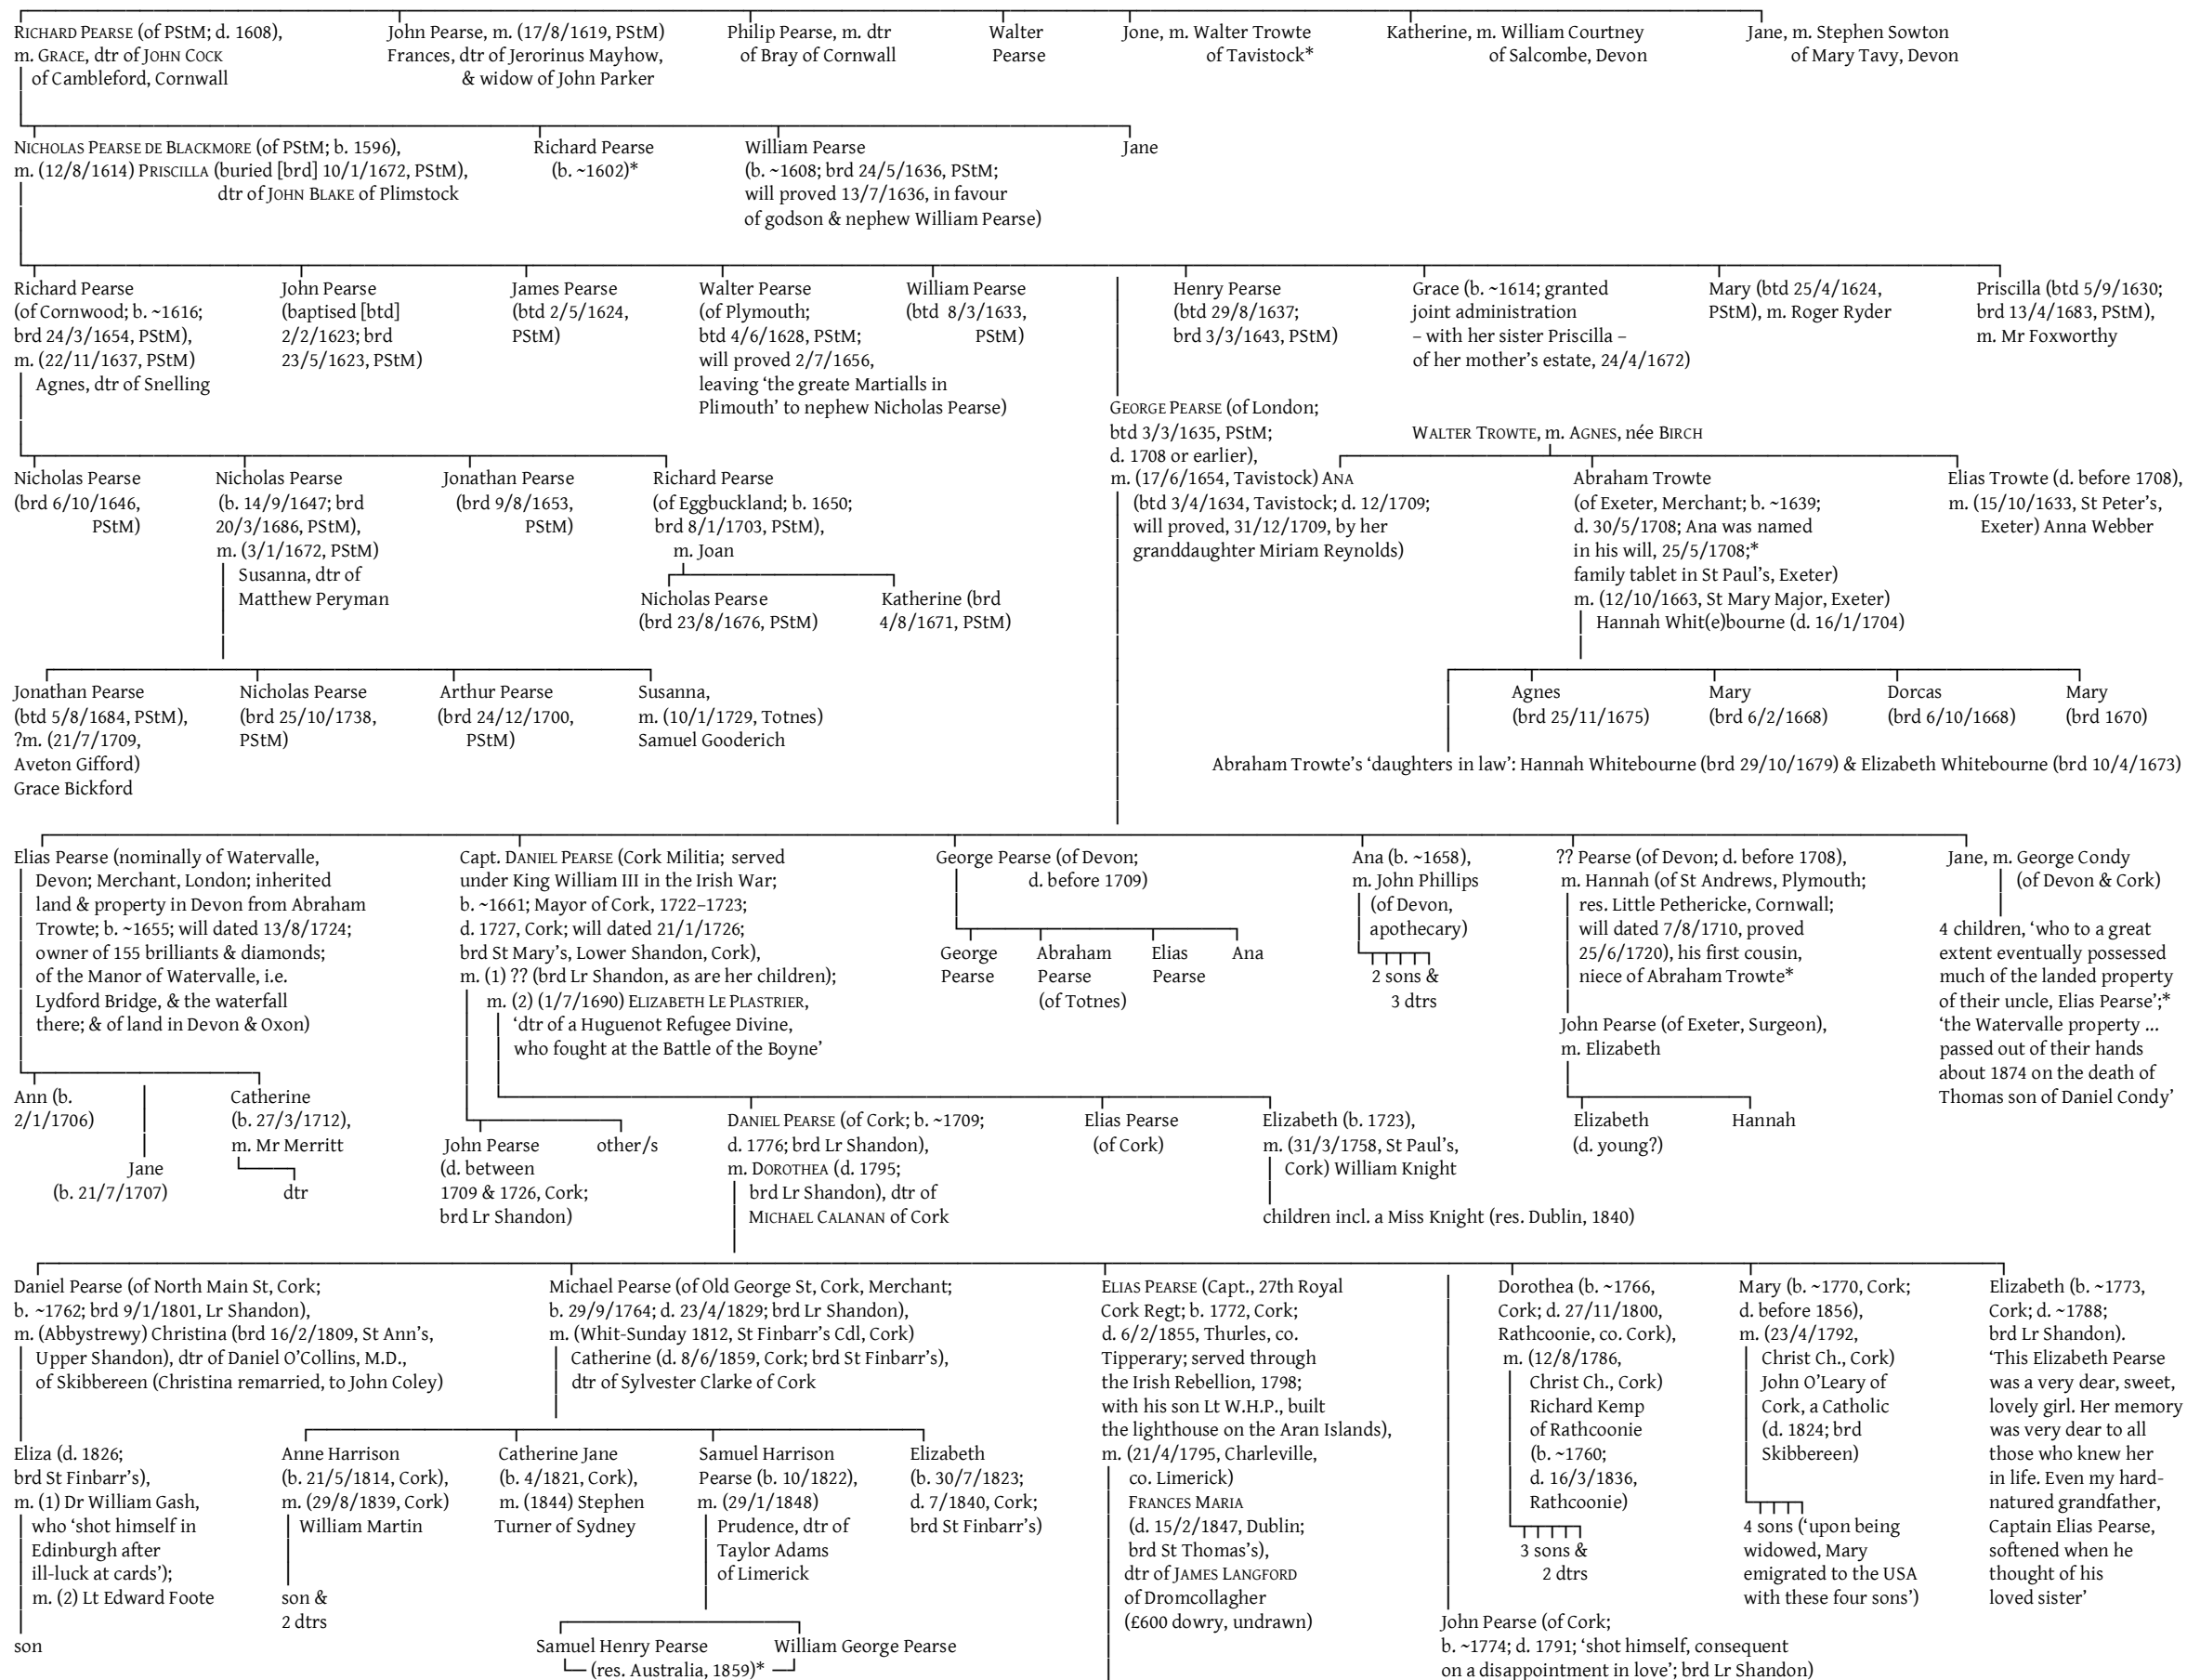 RICHARD PEARSE (of PStM; d. 1608),
m. GRACE, dtr of JOHN COCK
of Cambleford, Cornwall
John Pearse, m. (17/8/1619, PStM)
Frances, dtr of Jerorinus Mayhow,
& widow of John Parker
Philip Pearse, m. dtr
of Bray of Cornwall
Walter
Pearse
Jone, m. Walter Trowte
of Tavistock*
Katherine, m. William Courtney
of Salcombe, Devon
Jane, m. Stephen Sowton
of Mary Tavy, Devon
NICHOLAS PEARSE DE BLACKMORE (of PStM; b. 1596),
m. (12/8/1614) PRISCILLA (buried [brd] 10/1/1672, PStM),
dtr of JOHN BLAKE of Plimstock
Richard Pearse
(b. ~1602)*
William Pearse
(b. ~1608; brd 24/5/1636, PStM;
will proved 13/7/1636, in favour
of godson & nephew William Pearse)
Jane
Richard Pearse
(of Cornwood; b. ~1616;
brd 24/3/1654, PStM),
m. (22/11/1637, PStM)
Agnes, dtr of Snelling
John Pearse
(baptised [btd]
2/2/1623; brd
23/5/1623, PStM)
James Pearse
(btd 2/5/1624,
PStM)
Walter Pearse
(of Plymouth;
btd 4/6/1628, PStM;
will proved 2/7/1656,
leaving ‘the greate Martialls in
Plimouth’ to nephew Nicholas Pearse)
William Pearse
(btd 8/3/1633,
PStM)
GEORGE PEARSE (of London;
btd 3/3/1635, PStM;
d. 1708 or earlier),
m. (17/6/1654, Tavistock) ANA
(btd 3/4/1634, Tavistock; d. 12/1709;
will proved, 31/12/1709, by her
granddaughter Miriam Reynolds)
Henry Pearse
(btd 29/8/1637;
brd 3/3/1643, PStM)
Grace (b. ~1614; granted
joint administration
– with her sister Priscilla –
of her mother's estate, 24/4/1672)
Mary (btd 25/4/1624,
PStM), m. Roger Ryder
Priscilla (btd 5/9/1630;
brd 13/4/1683, PStM),
m. Mr Foxworthy
WALTER TROWTE, m. AGNES, née BIRCH
Abraham Trowte
(of Exeter, Merchant; b. ~1639;
d. 30/5/1708; Ana was named
in his will, 25/5/1708;*
family tablet in St Paul's, Exeter)
m. (12/10/1663, St Mary Major, Exeter)
Hannah Whit(e)bourne (d. 16/1/1704)
Elias Trowte (d. before 1708),
m. (15/10/1633, St Peter's,
Exeter) Anna Webber
Nicholas Pearse
(brd 6/10/1646,
PStM)
Nicholas Pearse
(b. 14/9/1647; brd
20/3/1686, PStM),
m. (3/1/1672, PStM)
Susanna, dtr of
Matthew Peryman
Jonathan Pearse
(brd 9/8/1653,
PStM)
Richard Pearse
(of Eggbuckland; b. 1650;
brd 8/1/1703, PStM),
m. Joan
Nicholas Pearse
(brd 23/8/1676, PStM)
Katherine (brd
4/8/1671, PStM)
Jonathan Pearse
(btd 5/8/1684, PStM),
?m. (21/7/1709,
Aveton Gifford)
Grace Bickford
Nicholas Pearse
(brd 25/10/1738,
PStM)
Arthur Pearse
(brd 24/12/1700,
PStM)
Susanna,
m. (10/1/1729, Totnes)
Samuel Gooderich
Agnes
(brd 25/11/1675)
Mary
(brd 6/2/1668)
Dorcas
(brd 6/10/1668)
Mary
(brd 1670)
Abraham Trowte's ‘daughters in law’: Hannah Whitebourne (brd 29/10/1679) & Elizabeth Whitebourne (brd 10/4/1673)
Elias Pearse (nominally of Watervalle,
Devon; Merchant, London; inherited
land & property in Devon from Abraham
Trowte; b. ~1655; will dated 13/8/1724;
owner of 155 brilliants & diamonds;
of the Manor of Watervalle, i.e.
Lydford Bridge, & the waterfall
there; & of land in Devon & Oxon)
Capt. DANIEL PEARSE (Cork Militia; served
under King William III in the Irish War;
b. ~1661; Mayor of Cork, 1722–1723;
d. 1727, Cork; will dated 21/1/1726;
brd St Mary's, Lower Shandon, Cork),
m. (1) ?? (brd Lr Shandon, as are her children);
m. (2) (1/7/1690) ELIZABETH LE PLASTRIER,
‘dtr of a Huguenot Refugee Divine,
who fought at the Battle of the Boyne’
George Pearse (of Devon;
d. before 1709)
George
Pearse
Abraham
Pearse
(of Totnes)
Elias
Pearse
Ana
Ana (b. ~1658),
m. John Phillips
(of Devon,
apothecary)
2 sons &
3 dtrs
?? Pearse (of Devon; d. before 1708),
m. Hannah (of St Andrews, Plymouth;
res. Little Pethericke, Cornwall;
will dated 7/8/1710, proved
25/6/1720), his first cousin,
niece of Abraham Trowte*
John Pearse (of Exeter, Surgeon),
m. Elizabeth
Elizabeth
(d. young?)
Hannah
Jane, m. George Condy
(of Devon & Cork)
4 children, ‘who to a great
extent eventually possessed
much of the landed property
of their uncle, Elias Pearse’;*
‘the Watervalle property ...
passed out of their hands
about 1874 on the death of
Thomas son of Daniel Condy’
Ann (b.
2/1/1706)
Jane
(b. 21/7/1707)
Catherine
(b. 27/3/1712),
m. Mr Merritt
dtr
John Pearse
(d. between
1709 & 1726, Cork;
brd Lr Shandon)
other/s
DANIEL PEARSE (of Cork; b. ~1709;
d. 1776; brd Lr Shandon),
m. DOROTHEA (d. 1795;
brd Lr Shandon), dtr of
MICHAEL CALANAN of Cork
Elias Pearse
(of Cork)
Elizabeth (b. 1723),
m. (31/3/1758, St Paul's,
Cork) William Knight
children incl. a Miss Knight (res. Dublin, 1840)
Daniel Pearse (of North Main St, Cork;
b. ~1762; brd 9/1/1801, Lr Shandon),
m. (Abbystrewy) Christina (brd 16/2/1809, St Ann's,
Upper Shandon), dtr of Daniel O'Collins, M.D.,
of Skibbereen (Christina remarried, to John Coley)
Michael Pearse (of Old George St, Cork, Merchant;
b. 29/9/1764; d. 23/4/1829; brd Lr Shandon),
m. (Whit-Sunday 1812, St Finbarr's Cdl, Cork)
Catherine (d. 8/6/1859, Cork; brd St Finbarr's),
dtr of Sylvester Clarke of Cork
ELIAS PEARSE (Capt., 27th Royal
Cork Regt; b. 1772, Cork;
d. 6/2/1855, Thurles, co.
Tipperary; served through
the Irish Rebellion, 1798;
with his son Lt W.H.P., built
the lighthouse on the Aran Islands),
m. (21/4/1795, Charleville,
co. Limerick)
FRANCES MARIA
(d. 15/2/1847, Dublin;
brd St Thomas's),
dtr of JAMES LANGFORD
of Dromcollagher
(£600 dowry, undrawn)
Dorothea (b. ~1766,
Cork; d. 27/11/1800,
Rathcoonie, co. Cork),
m. (12/8/1786,
Christ Ch., Cork)
Richard Kemp
of Rathcoonie
(b. ~1760;
d. 16/3/1836,
Rathcoonie)
3 sons &
2 dtrs
Mary (b. ~1770, Cork;
d. before 1856),
m. (23/4/1792,
Christ Ch., Cork)
John O'Leary of
Cork, a Catholic
(d. 1824; brd
Skibbereen)
4 sons (‘upon being
widowed, Mary
emigrated to the USA
with these four sons’)
Elizabeth (b. ~1773,
Cork; d. ~1788;
brd Lr Shandon).
‘This Elizabeth Pearse
was a very dear, sweet,
lovely girl. Her memory
was very dear to all
those who knew her
in life. Even my hard-
natured grandfather,
Captain Elias Pearse,
softened when he
thought of his
loved sister’
Eliza (d. 1826;
brd St Finbarr's),
m. (1) Dr William Gash,
who ‘shot himself in
Edinburgh after
ill-luck at cards’);
m. (2) Lt Edward Foote
son
Anne Harrison
(b. 21/5/1814, Cork),
m. (29/8/1839, Cork)
William Martin
son &
2 dtrs
Catherine Jane
(b. 4/1821, Cork),
m. (1844) Stephen
Turner of Sydney
Samuel Harrison
Pearse (b. 10/1822),
m. (29/1/1848)
Prudence, dtr of
Taylor Adams
of Limerick
Elizabeth
(b. 30/7/1823;
d. 7/1840, Cork;
brd St Finbarr's)
Samuel Henry Pearse
William George Pearse
(res. Australia, 1859)*
John Pearse (of Cork;
b. ~1774; d. 1791; ‘shot himself, consequent
on a disappointment in love’; brd Lr Shandon)